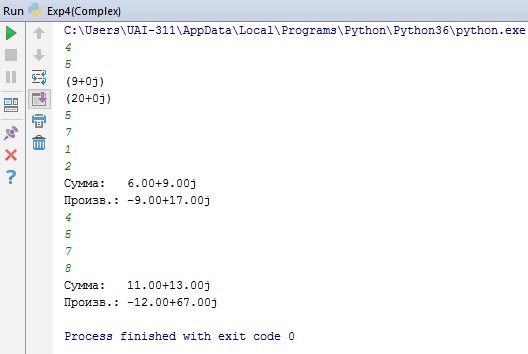 Run Exp4(Complex)
C:\Users\UAI-311\AppData\Local\Programs\Python\Python36\python.exe
4
5
(9+0j)
(20+0j)
5
7
1
2
Сумма:   6.00+9.00j
Произв.: -9.00+17.00j
4
5
7
8
Сумма:   11.00+13.00j
Произв.: -12.00+67.00j
Process finished with exit code 0